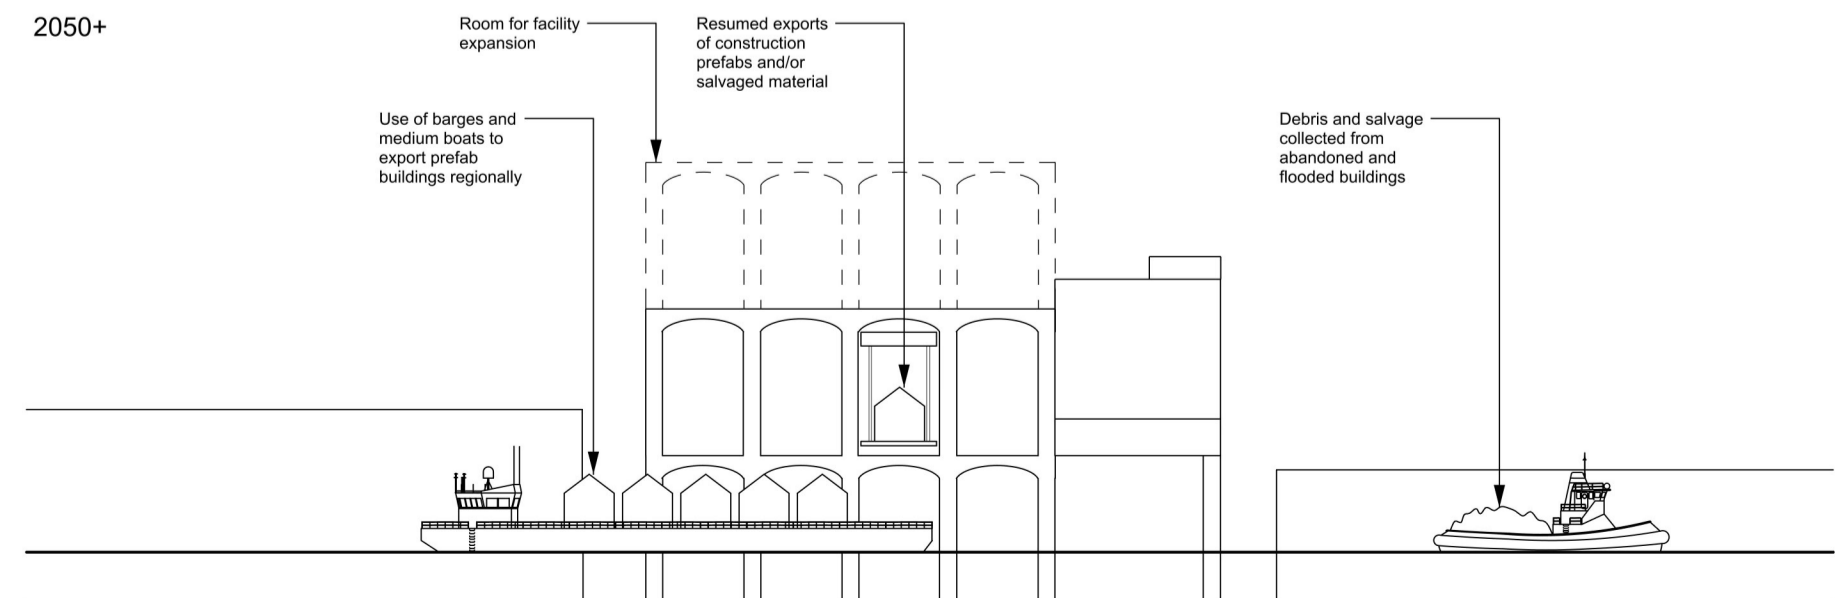 2050+
Room for facility
expansion
Resumed exports
of construction
prefabs and/or
salvaged material
Use of barges and
medium boats to
export prefab
buildings regionally
Debris and salvage
collected from
abandoned and
flooded buildings